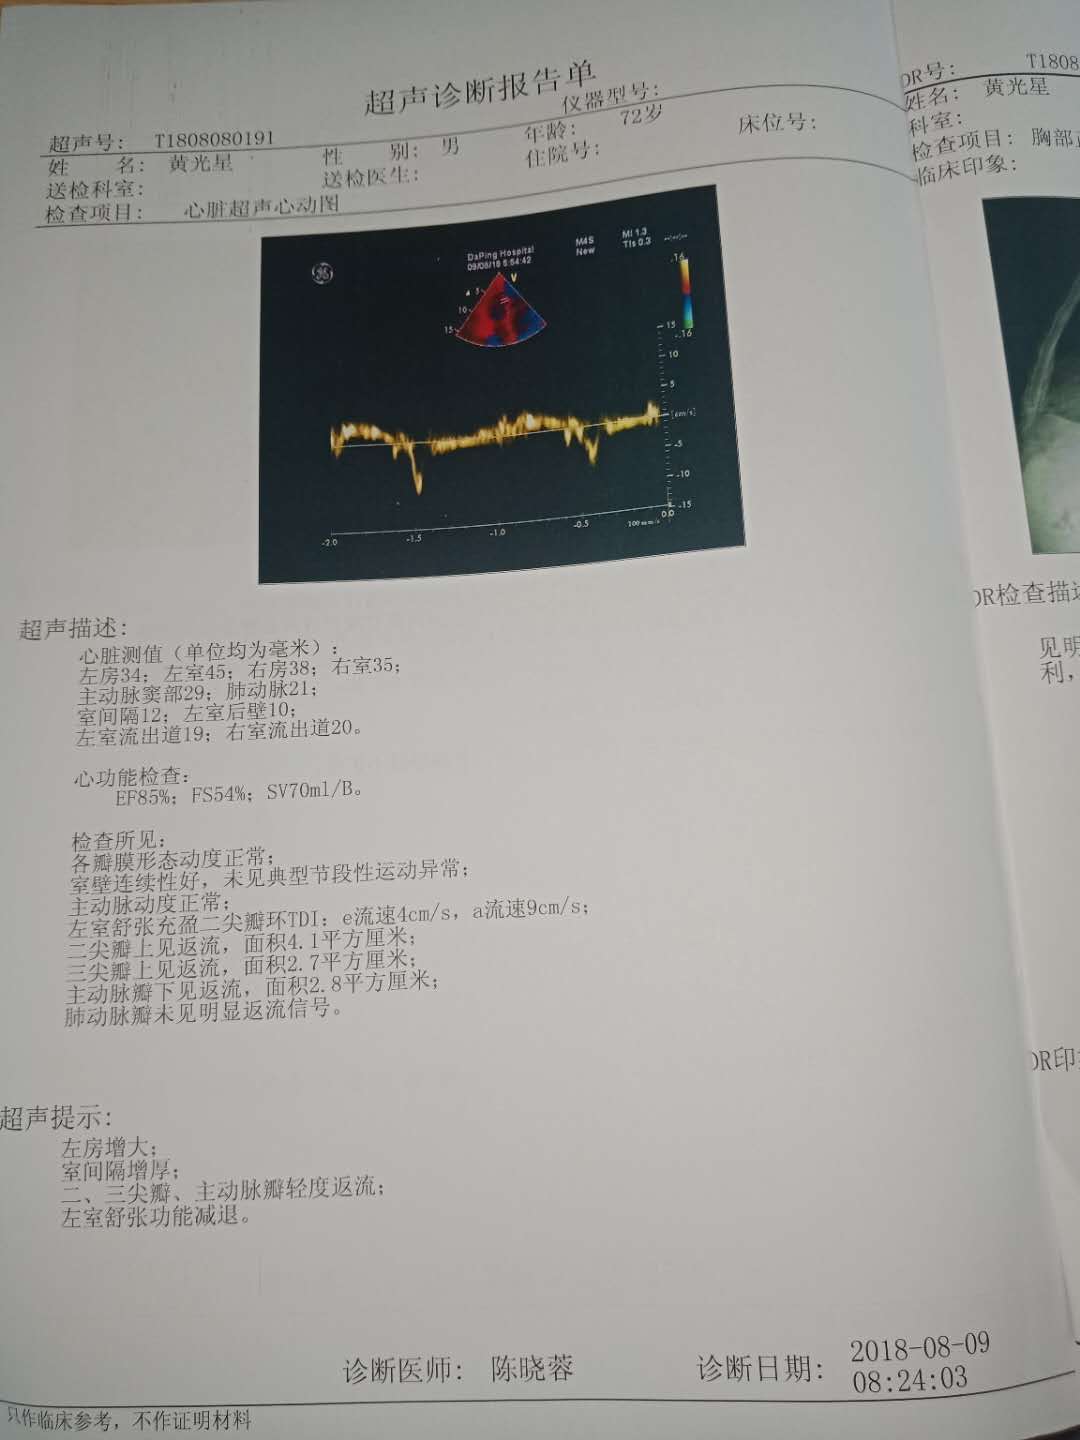 超声诊断报告单
仪器型号：
超声号： T1808080191
姓 名： 黄光星 性 别： 男 年龄： 72岁 床位号：
送检科室： 送检医生： 住院号：
检查项目： 心脏超声心动图
DaPing Hospital
09/08/18 8:54:42
M4S
New
MI 1.3
TIs 0.3
V
5
10
15
.16
-.16
15
10
5
[cm/s]
-5
-10
-15
-2.0 -1.5 -1.0 -0.5 100mm/s 0.0
超声描述：
心脏测值（单位均为毫米）：
左房34；左室45；右房38；右室35；
主动脉窦部29；肺动脉21；
室间隔12；左室后壁10；
左室流出道19；右室流出道20。
心功能检查：
EF85%；FS54%；SV70ml/B。
检查所见：
各瓣膜形态动度正常；
室壁连续性好，未见典型节段性运动异常；
主动脉动度正常；
左室舒张充盈二尖瓣环TDI：e流速4cm/s，a流速9cm/s；
二尖瓣上见返流，面积4.1平方厘米；
三尖瓣上见返流，面积2.7平方厘米；
主动脉瓣下见返流，面积2.8平方厘米；
肺动脉瓣未见明显返流信号。
超声提示：
左房增大；
室间隔增厚；
二、三尖瓣、主动脉瓣轻度返流；
左室舒张功能减退。
诊断医师： 陈晓蓉 诊断日期： 2018-08-09
08:24:03
只作临床参考，不作证明材料
DR号： T1808
姓名： 黄光星
科室：
检查项目： 胸部
临床印象：
DR检查描
见明
利，
DR印